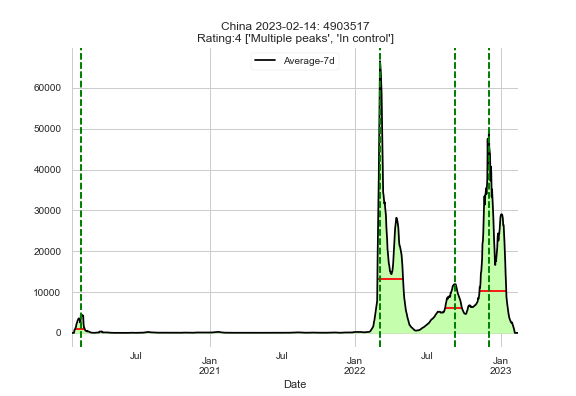 China 2023-02-14: 4903517
Rating:4 ['Multiple peaks', 'In control']
Average-7d
60000
50000
40000
30000
20000
10000
0
Jul
Jan
2021
Jul
Jan
2022
Jul
Jan
2023
Date